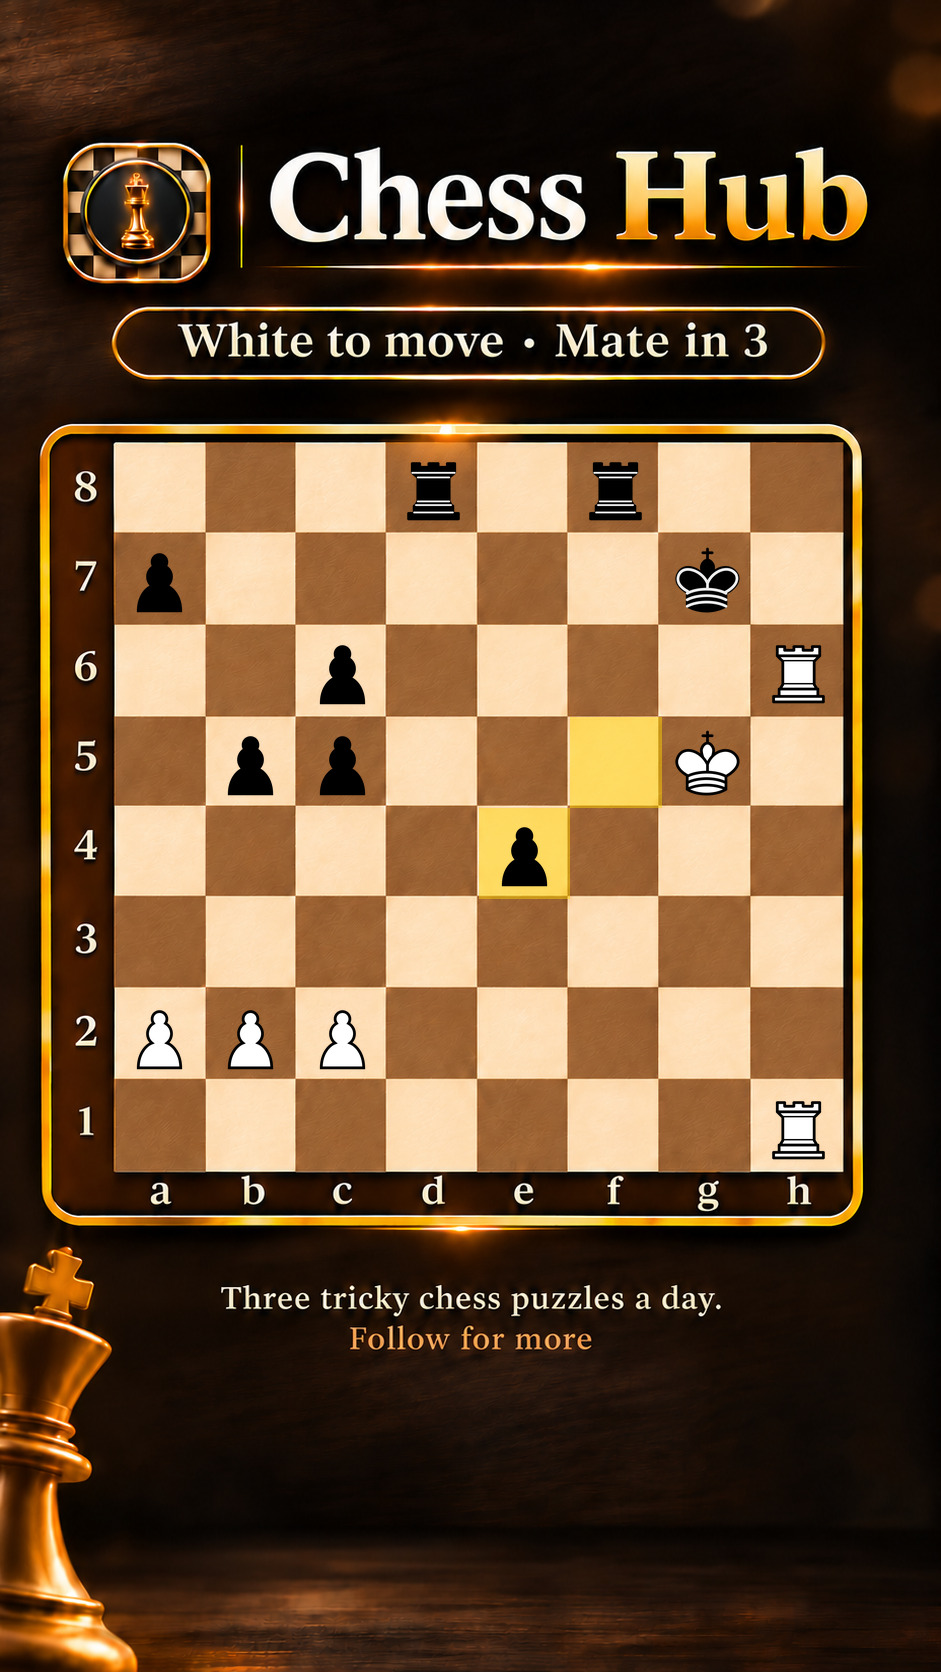 Chess Hub
White to move • Mate in 3
8
7
6
5
4
3
2
1
a b c d e f g h
Three tricky chess puzzles a day.
Follow for more